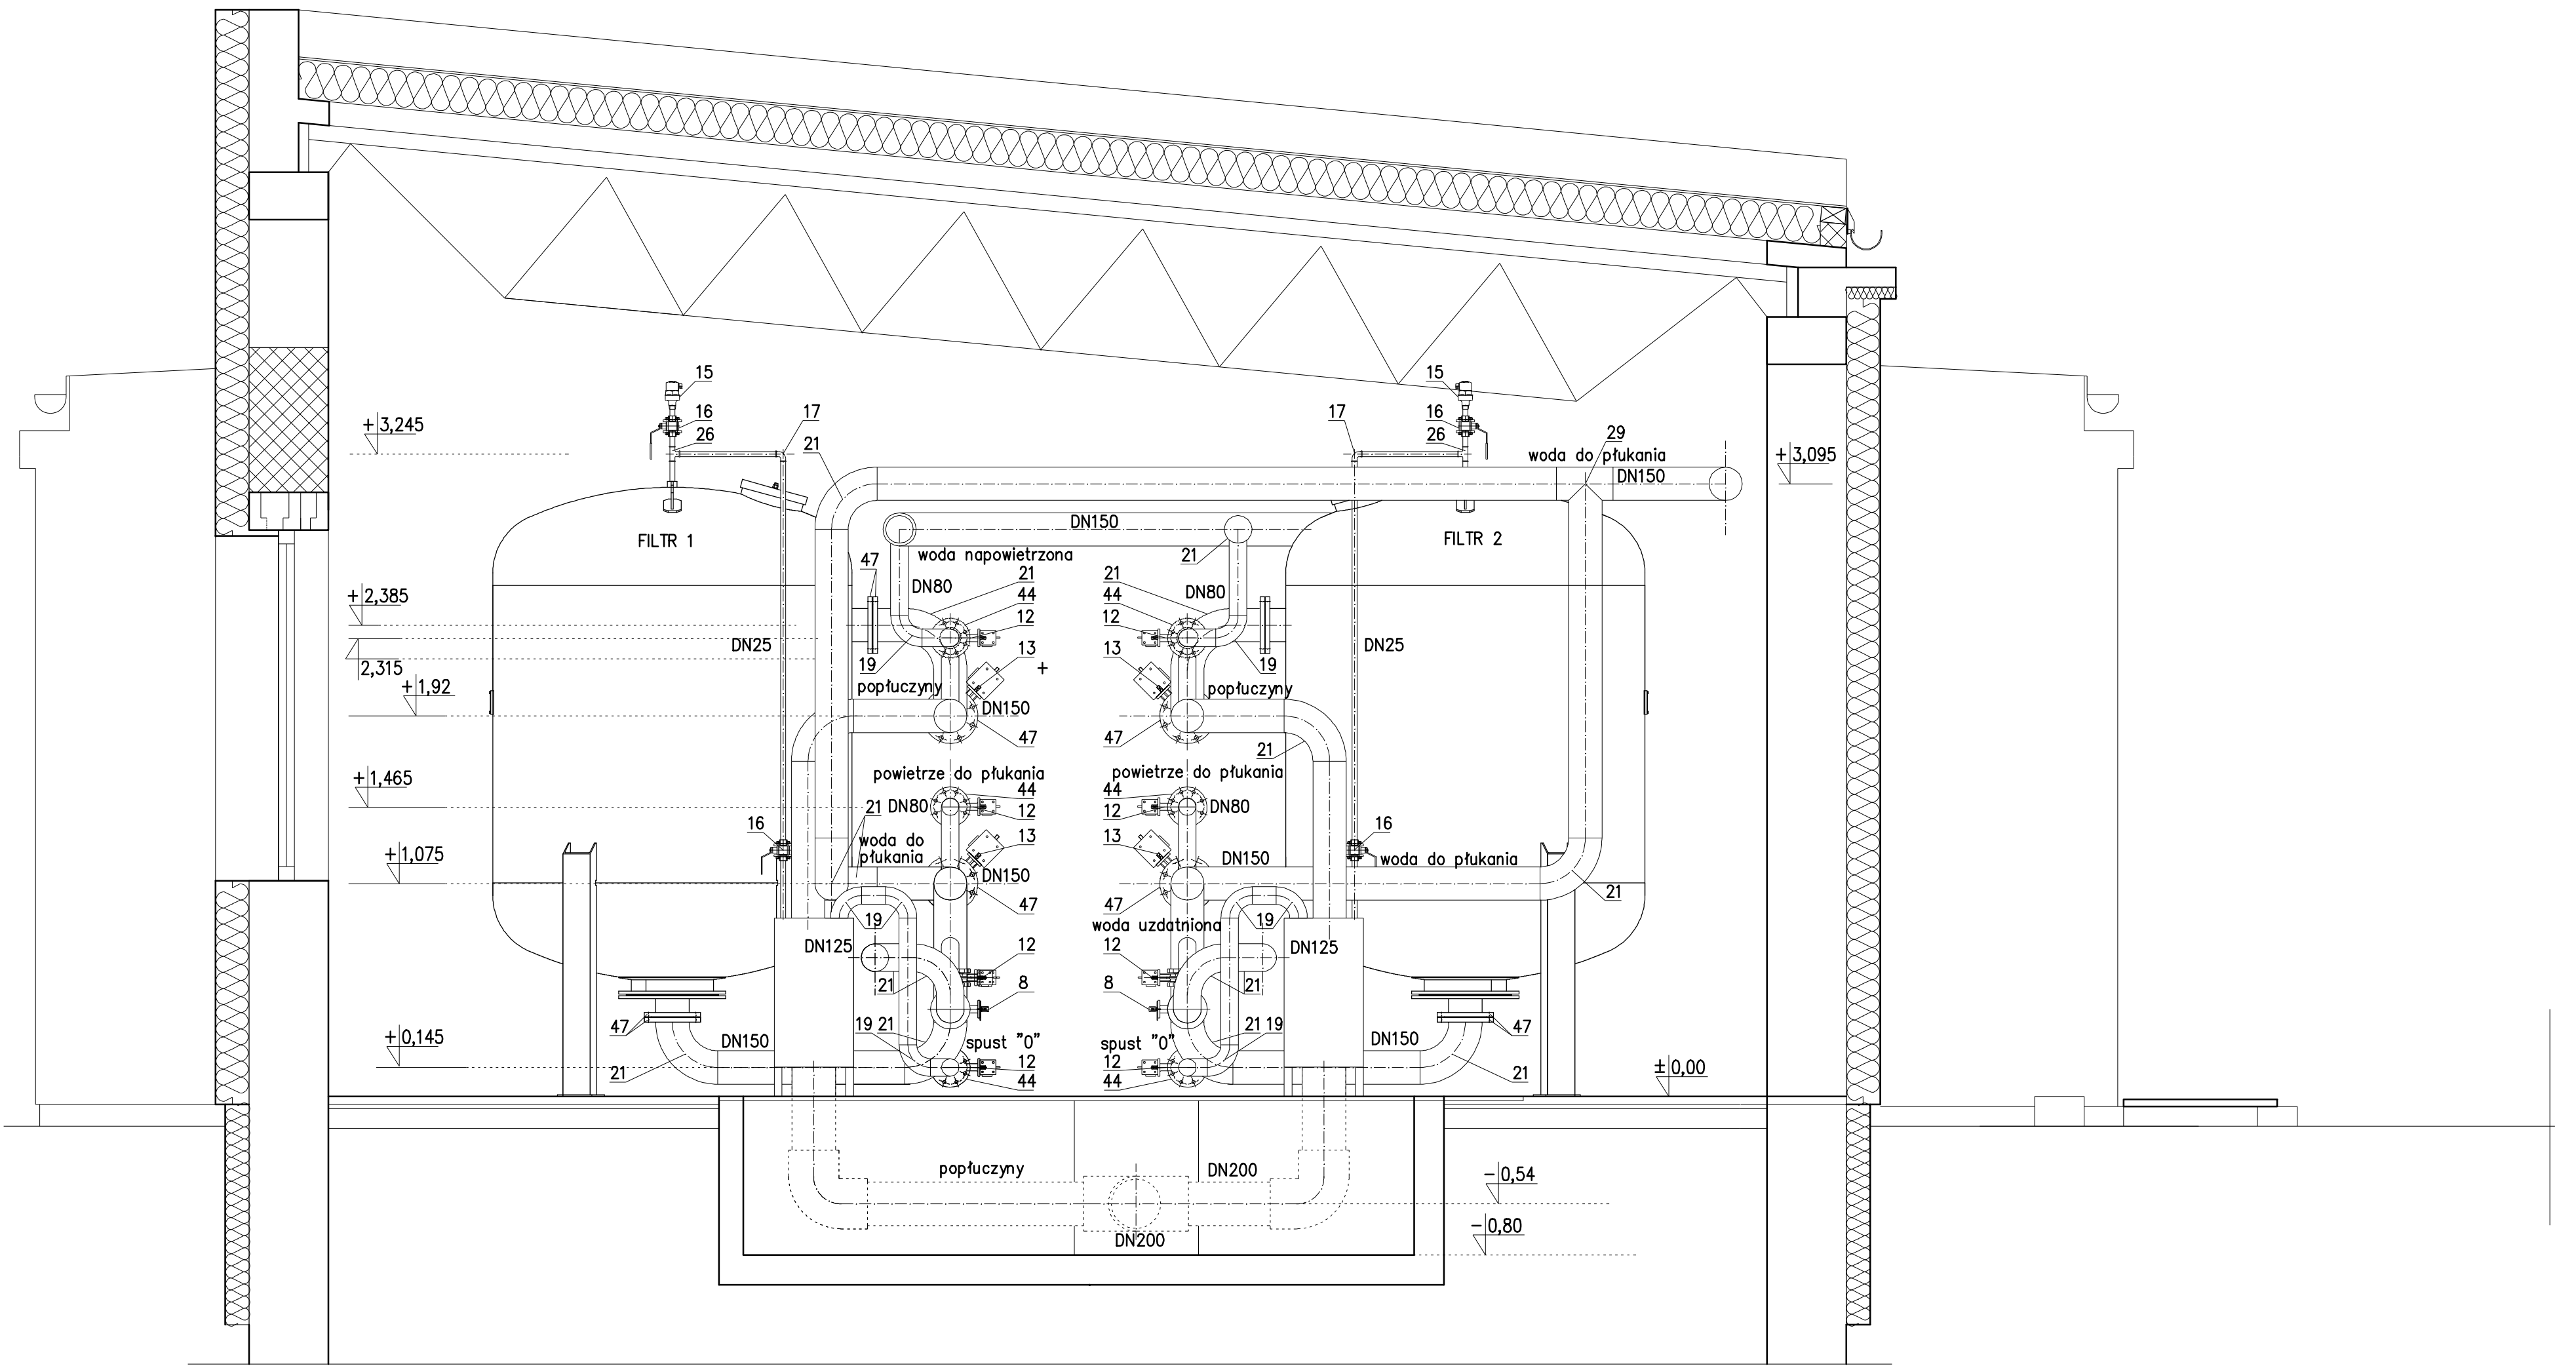 15
15
16
17
17
16
+3,245
26
21
26
29
woda do płukania
+3,095
DN150
DN150
FILTR 1
FILTR 2
woda napowietrzona
21
47
21
21
DN80
DN80
+2,385
44
44
12
12
DN25
DN25
13
13
2,315
19
19
+
+1,92
popłuczyny
popłuczyny
DN150
47
47
21
+1,465
powietrze do płukania
powietrze do płukania
44
44
21
DN80
DN80
12
12
16
16
13
13
woda do
płukania
+1,075
DN150
woda do płukania
DN150
21
47
47
19
19
woda uzdatniona
DN125
DN125
12
12
21
21
8
8
47
19 21
21 19
47
+0,145
DN150
spust "0"
spust "0"
DN150
12
12
21
44
44
21
±0,00
popłuczyny
DN200
-0,54
-0,80
DN200